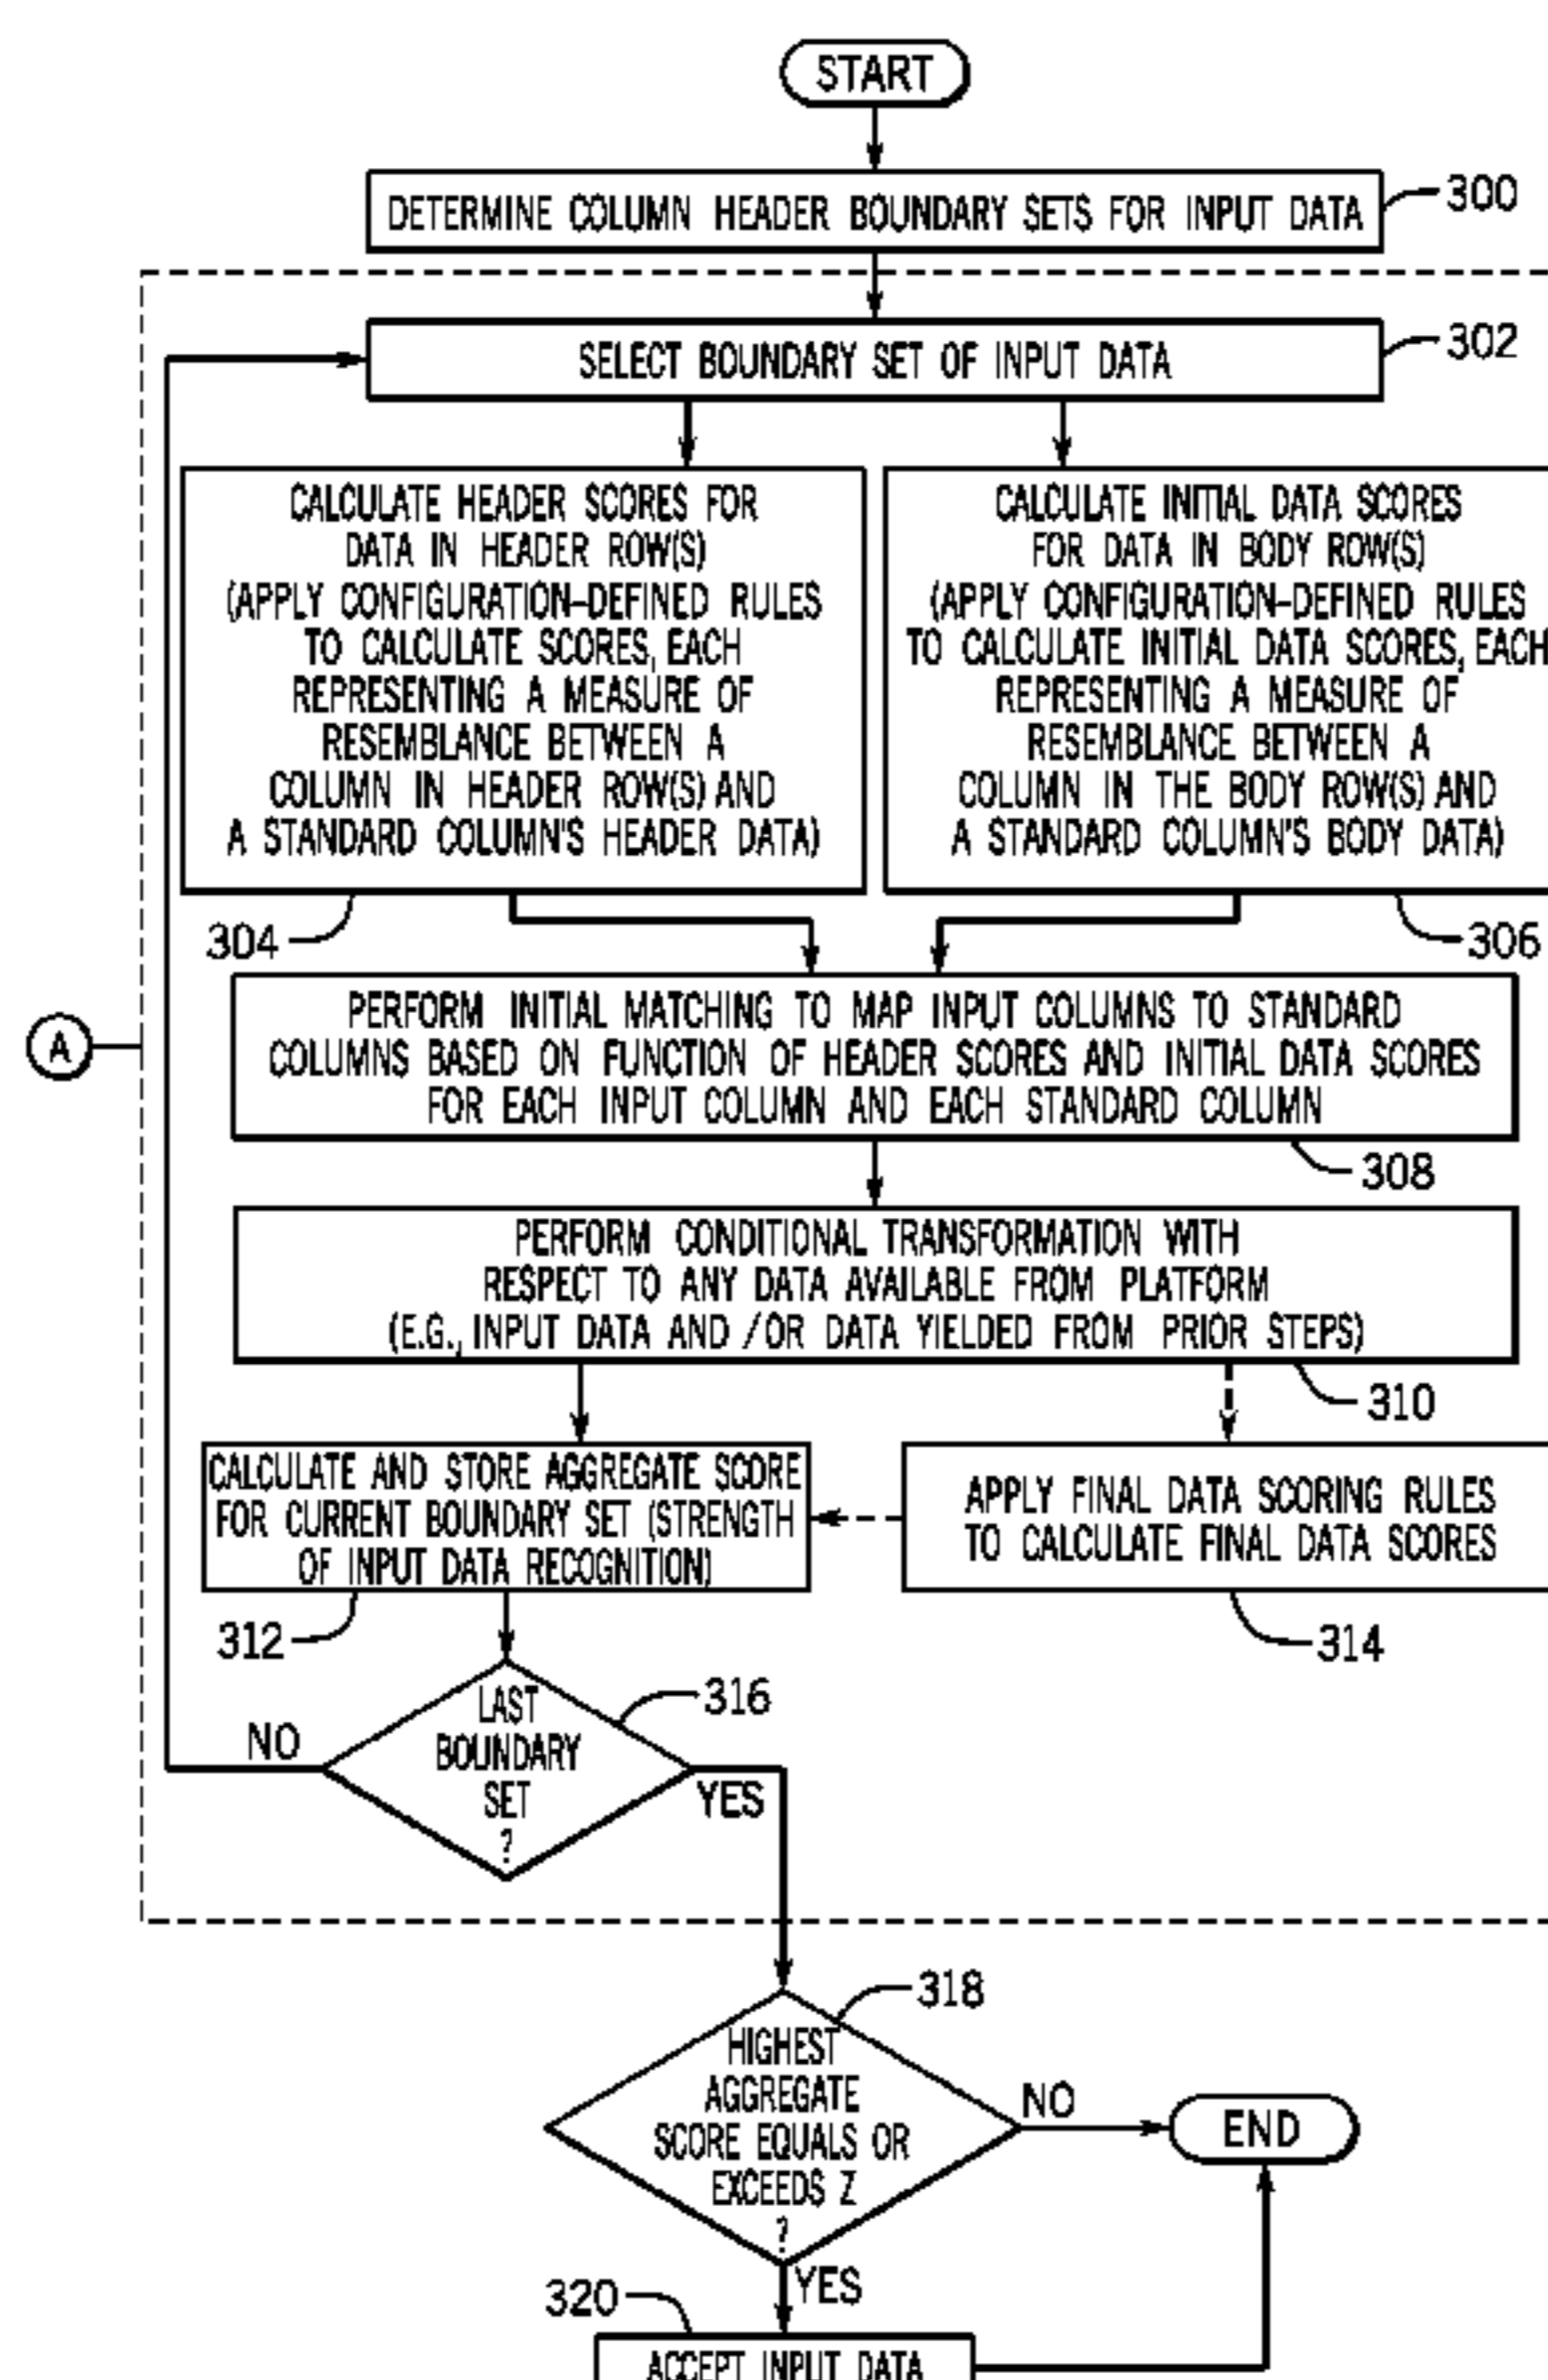 START
DETERMINE COLUMN HEADER BOUNDARY SETS FOR INPUT DATA
300
SELECT BOUNDARY SET OF INPUT DATA
302
CALCULATE HEADER SCORES FOR
DATA IN HEADER ROW(S)
(APPLY CONFIGURATION-DEFINED RULES
TO CALCULATE SCORES, EACH
REPRESENTING A MEASURE OF
RESEMBLANCE BETWEEN A
COLUMN IN HEADER ROW(S) AND
A STANDARD COLUMN'S HEADER DATA)
304
CALCULATE INITIAL DATA SCORES
FOR DATA IN BODY ROW(S)
(APPLY CONFIGURATION-DEFINED RULES
TO CALCULATE INITIAL DATA SCORES, EACH
REPRESENTING A MEASURE OF
RESEMBLANCE BETWEEN A
COLUMN IN THE BODY ROW(S) AND
A STANDARD COLUMN'S BODY DATA)
306
A
PERFORM INITIAL MATCHING TO MAP INPUT COLUMNS TO STANDARD
COLUMNS BASED ON FUNCTION OF HEADER SCORES AND INITIAL DATA SCORES
FOR EACH INPUT COLUMN AND EACH STANDARD COLUMN
308
PERFORM CONDITIONAL TRANSFORMATION WITH
RESPECT TO ANY DATA AVAILABLE FROM PLATFORM
(E.G., INPUT DATA AND /OR DATA YIELDED FROM PRIOR STEPS)
310
CALCULATE AND STORE AGGREGATE SCORE
FOR CURRENT BOUNDARY SET (STRENGTH
OF INPUT DATA RECOGNITION)
312
APPLY FINAL DATA SCORING RULES
TO CALCULATE FINAL DATA SCORES
314
LAST
BOUNDARY
SET
?
316
NO
YES
HIGHEST
AGGREGATE
SCORE EQUALS OR
EXCEEDS Z
?
318
NO
END
YES
320
ACCEPT INPUT DATA